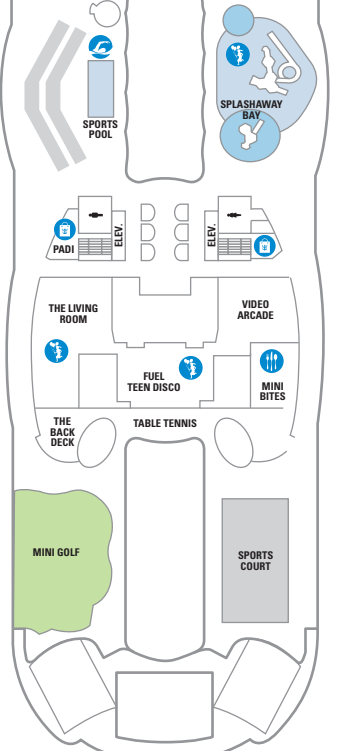 SPORTS
POOL
SPLASHAWAY
BAY
PADI
ELEV.
ELEV.
THE LIVING
ROOM
VIDEO
ARCADE
FUEL
TEEN DISCO
MINI
BITES
THE
BACK
DECK
TABLE TENNIS
MINI GOLF
SPORTS
COURT